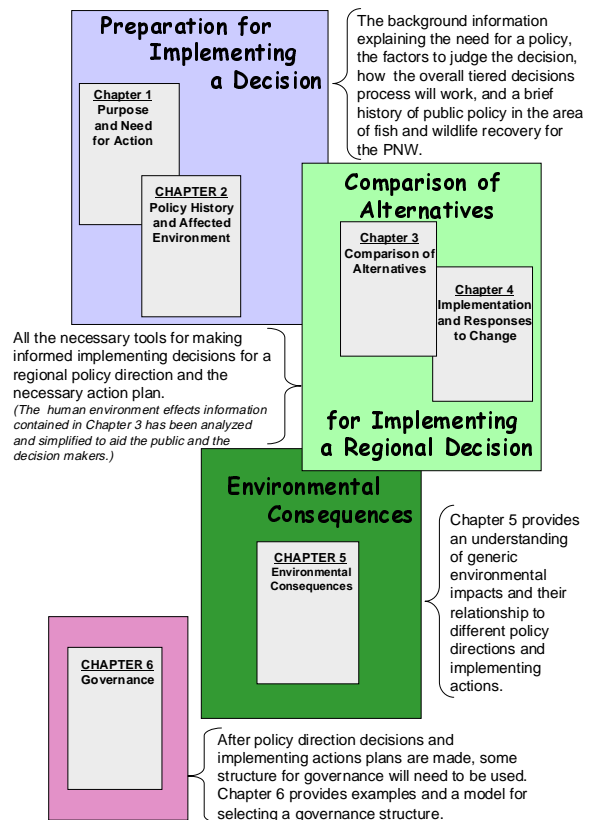 Preparation for
Implementing
a Decision
Chapter 1
Purpose
and Need
for Action
CHAPTER 2
Policy History
and Affected
Environment
The background information
explaining the need for a policy,
the factors to judge the decision,
how the overall tiered decisions
process will work, and a brief
history of public policy in the area
of fish and wildlife recovery for
the PNW.
Comparison of
Alternatives
Chapter 3
Comparison of
Alternatives
Chapter 4
Implementation
and Responses
to Change
for Implementing
a Regional Decision
All the necessary tools for making
informed implementing decisions for a
regional policy direction and the
necessary action plan.
(The human environment effects information
contained in Chapter 3 has been analyzed
and simplified to aid the public and the
decision makers.)
Environmental
Consequences
CHAPTER 5
Environmental
Consequences
Chapter 5 provides
an understanding
of generic
environmental
impacts and their
relationship to
different policy
directions and
implementing
actions.
CHAPTER 6
Governance
After policy direction decisions and
implementing actions plans are made, some
structure for governance will need to be used.
Chapter 6 provides examples and a model for
selecting a governance structure.